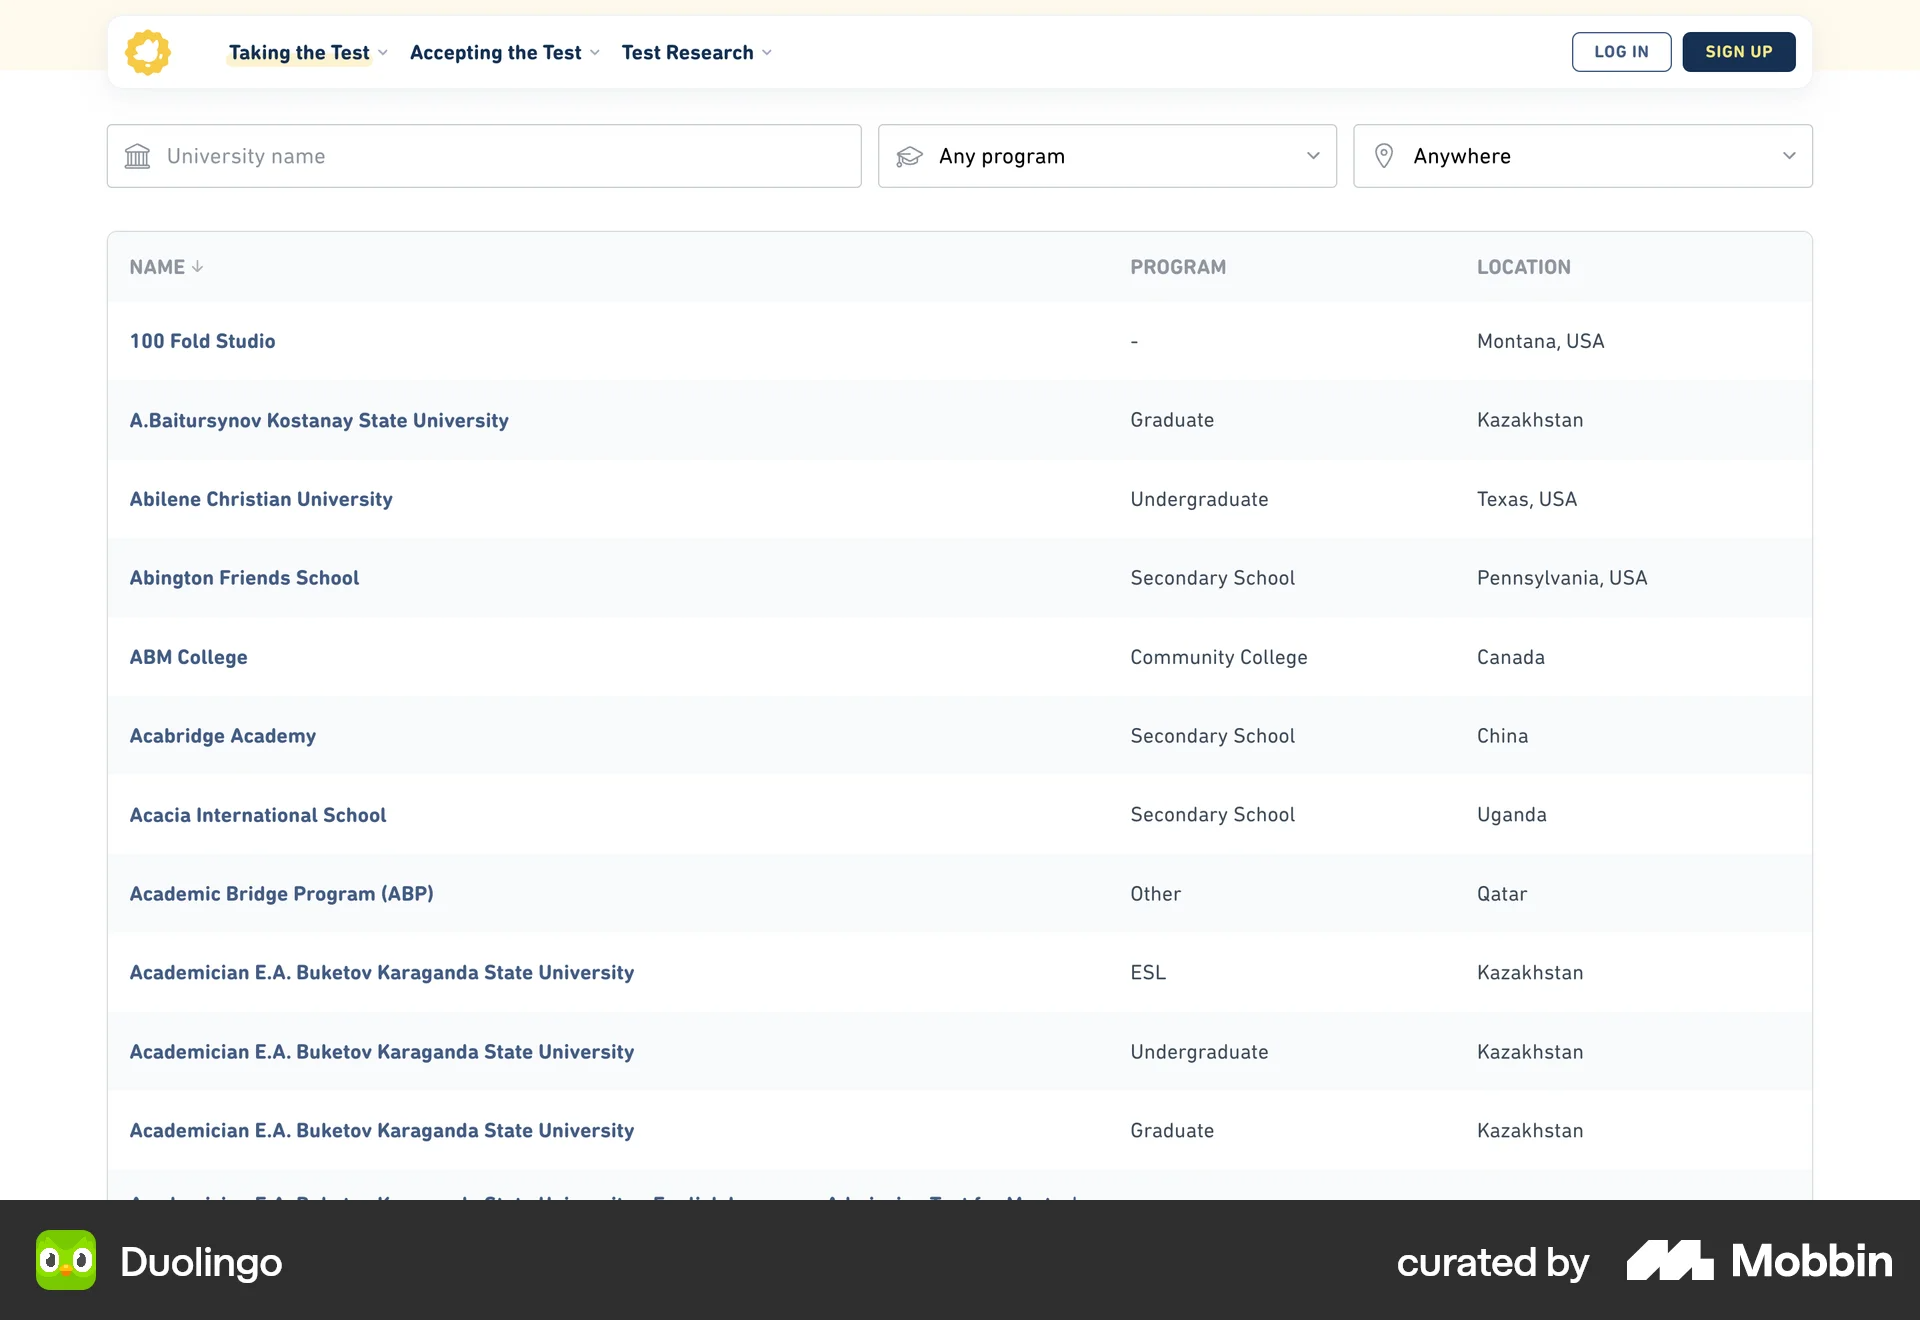 Taking the Test Accepting the Test Test Research LOG IN SIGN UP
University name Any program Anywhere
NAME PROGRAM LOCATION
100 Fold Studio - Montana, USA
A.Baitursynov Kostanay State University Graduate Kazakhstan
Abilene Christian University Undergraduate Texas, USA
Abington Friends School Secondary School Pennsylvania, USA
ABM College Community College Canada
Acabridge Academy Secondary School China
Acacia International School Secondary School Uganda
Academic Bridge Program (ABP) Other Qatar
Academician E.A. Buketov Karaganda State University ESL Kazakhstan
Academician E.A. Buketov Karaganda State University Undergraduate Kazakhstan
Academician E.A. Buketov Karaganda State University Graduate Kazakhstan
Duolingo curated by Mobbin